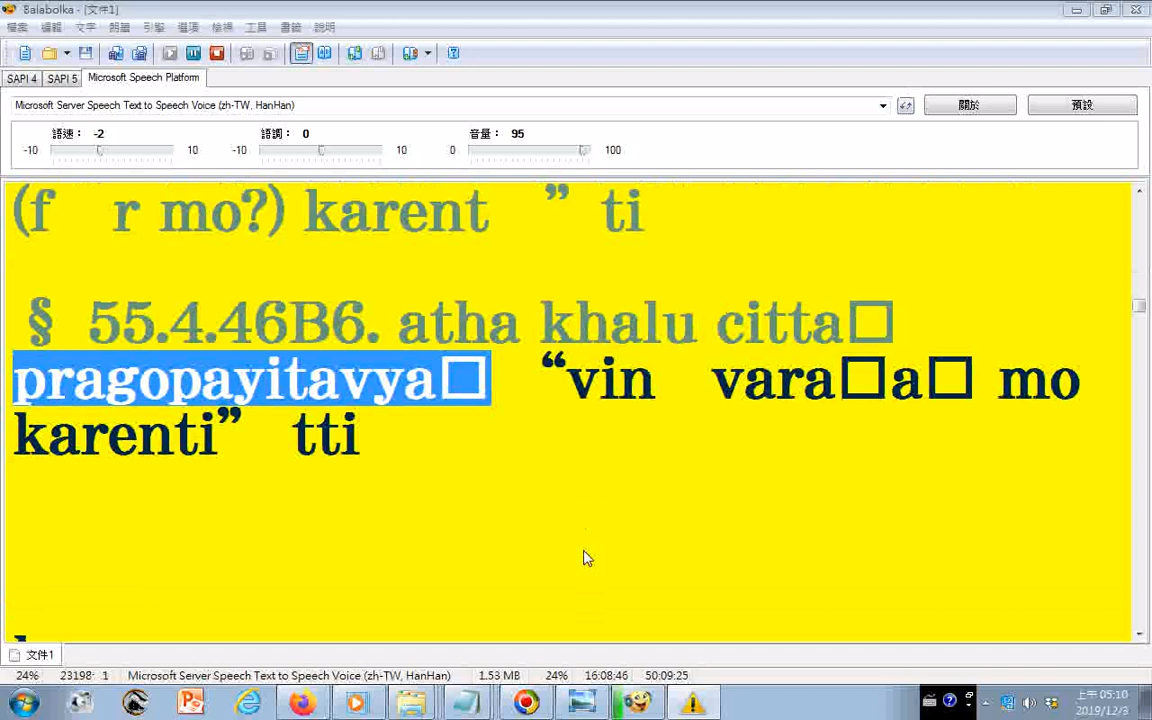 Balabolka - [文件1]
檔案 編輯 文字 朗讀 引擎 選項 檢視 工具 書籤 說明
SAPI 4 SAPI 5 Microsoft Speech Platform
Microsoft Server Speech Text to Speech Voice (zh-TW, HanHan) 關於 預設
語速： -2 語調： 0 音量： 95
-10 10 -10 10 0 100
(f r mo?) karent ” ti
§ 55.4.46B6. atha khalu citta□
pragopayitavya□ “vin vara□a□ mo
karenti” tti
文件1
24% 23198: 1 Microsoft Server Speech Text to Speech Voice (zh-TW, HanHan) 1.53 MB 24% 16:08:46 50:09:25
上午 05:10
2019/12/3